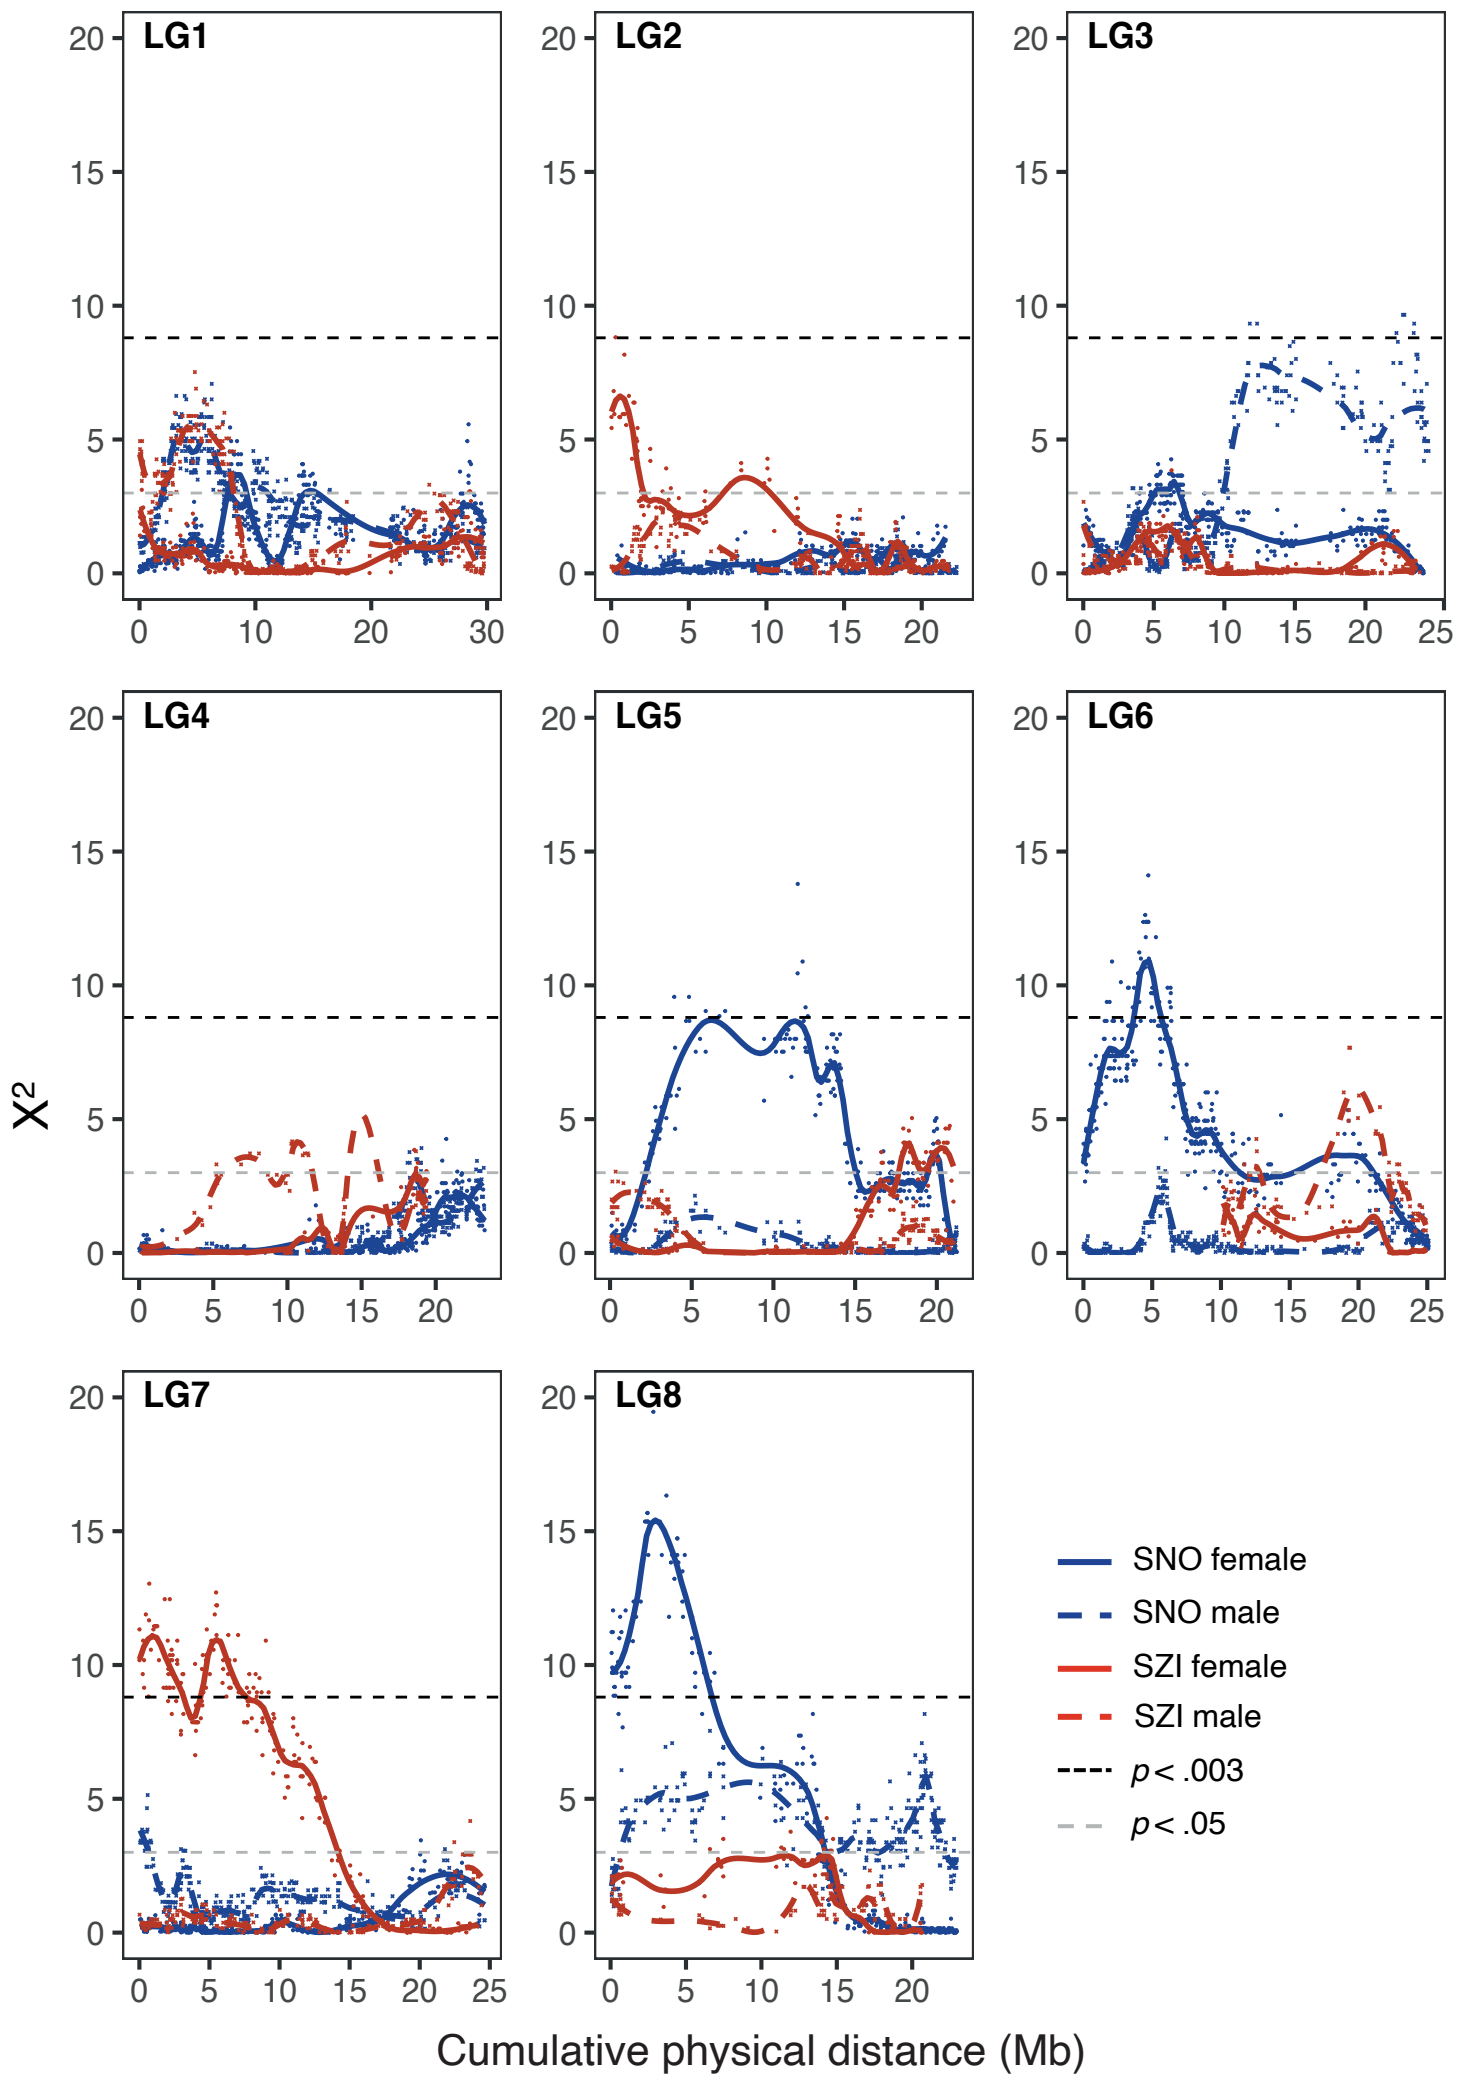 LG1 LG2 LG3
20 20 20
15 15 15
10 10 10
5 5 5
0 0 0
0 10 20 30 0 5 10 15 20 0 5 10 15 20 25
LG4 LG5 LG6
20 20 20
15 15 15
10 10 10
5 5 5
0 0 0
0 5 10 15 20 0 5 10 15 20 0 5 10 15 20 25
X²
LG7 LG8
20 20
15 15
10 10
5 5
0 0
0 5 10 15 20 25 0 5 10 15 20
SNO female
SNO male
SZI female
SZI male
p < .003
p < .05
Cumulative physical distance (Mb)